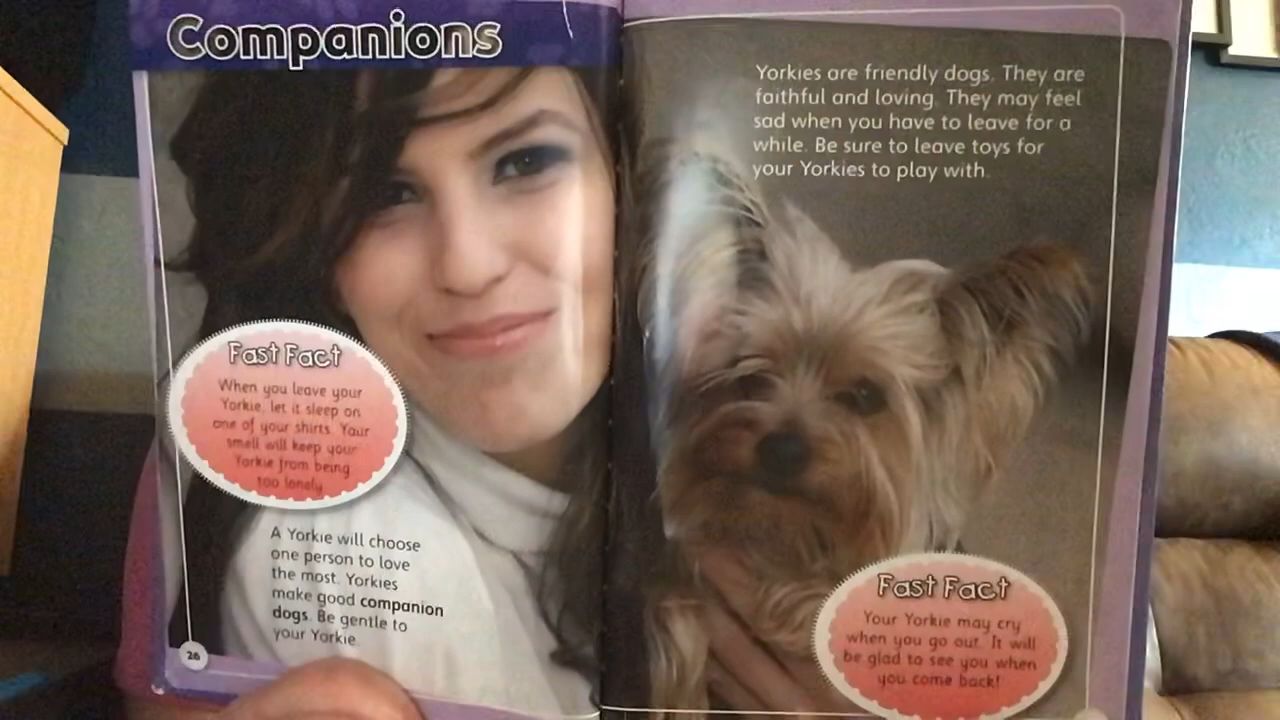 Companions
Fast Fact
When you leave your
Yorkie, let it sleep on
one of your shirts. Your
smell will keep your
Yorkie from being
too lonely
A Yorkie will choose
one person to love
the most. Yorkies
make good companion
dogs. Be gentle to
your Yorkie.
26
Yorkies are friendly dogs. They are
faithful and loving. They may feel
sad when you have to leave for a
while. Be sure to leave toys for
your Yorkies to play with.
Fast Fact
Your Yorkie may cry
when you go out. It will
be glad to see you when
you come back!